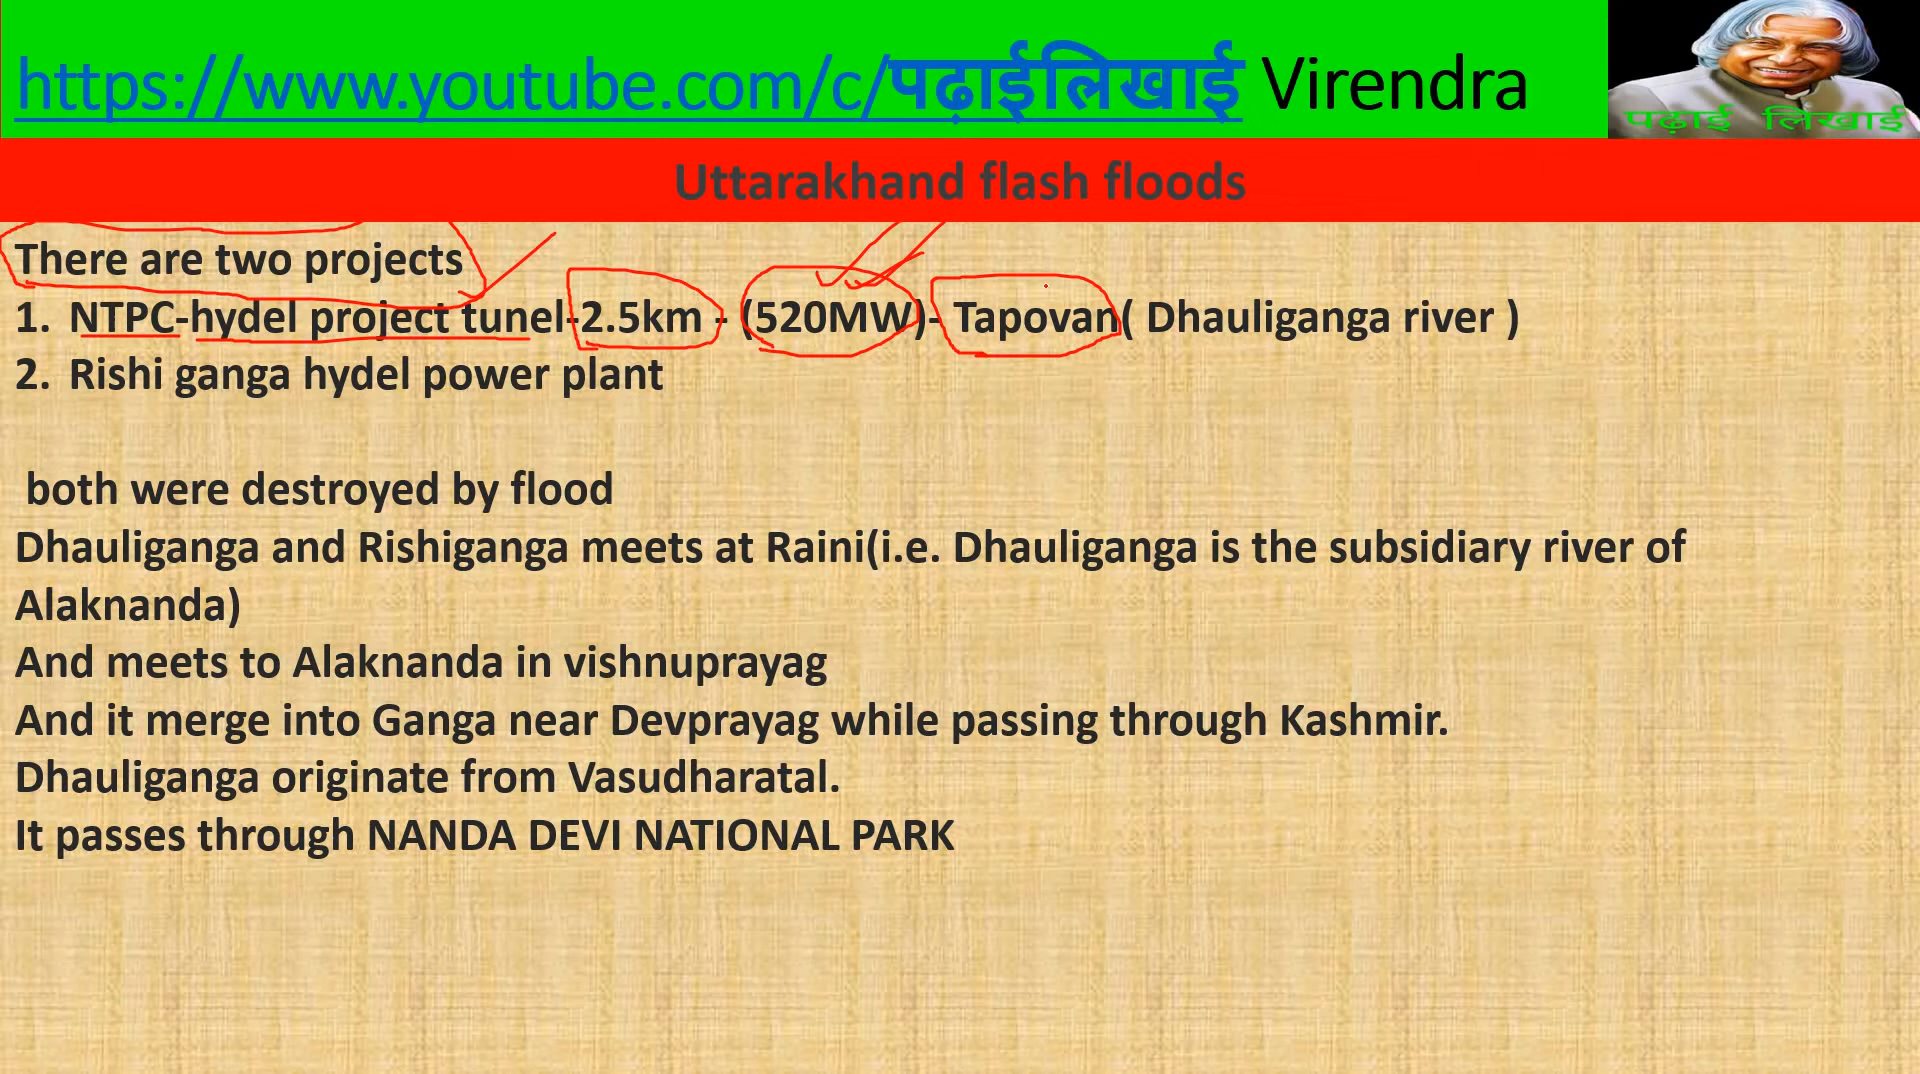 https://www.youtube.com/c/पढ़ाईलिखाई Virendra
पढ़ाई लिखाई
Uttarakhand flash floods
There are two projects
1. NTPC-hydel project tunel-2.5km - (520MW)- Tapovan( Dhauliganga river )
2. Rishi ganga hydel power plant
both were destroyed by flood
Dhauliganga and Rishiganga meets at Raini(i.e. Dhauliganga is the subsidiary river of
Alaknanda)
And meets to Alaknanda in vishnuprayag
And it merge into Ganga near Devprayag while passing through Kashmir.
Dhauliganga originate from Vasudharatal.
It passes through NANDA DEVI NATIONAL PARK